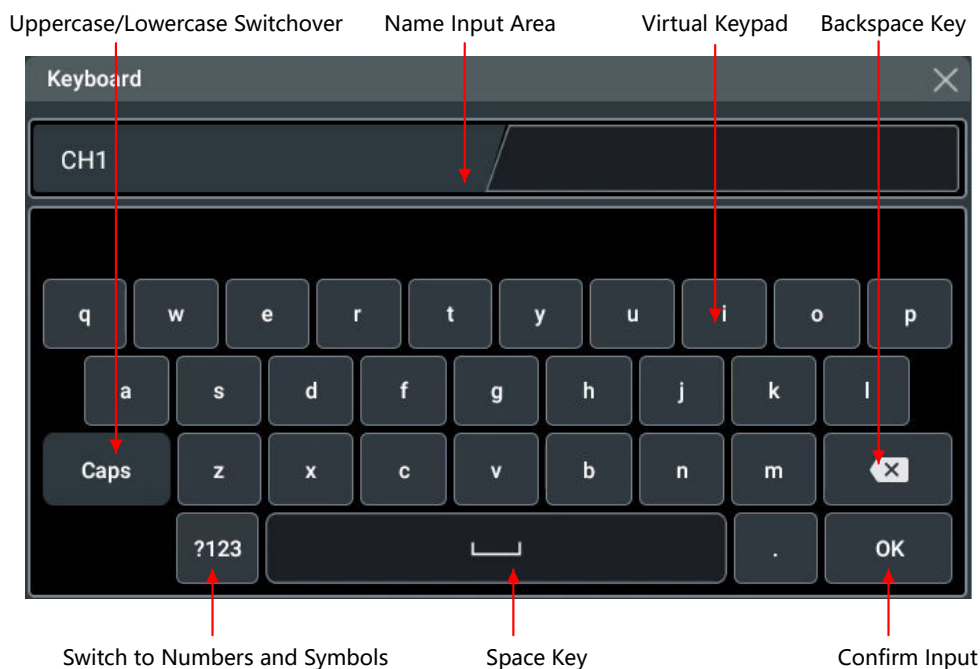 Uppercase/Lowercase Switchover Name Input Area Virtual Keypad Backspace Key
Keyboard
CH1
q w e r t y u i o p
a s d f g h j k l
Caps z x c v b n m
?123 . OK
Switch to Numbers and Symbols Space Key Confirm Input